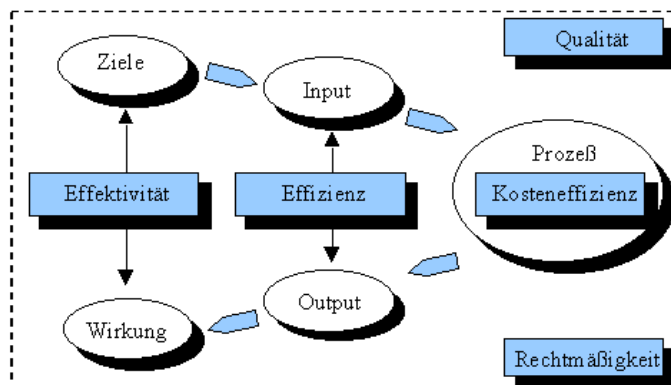 Ziele
Qualität
Input
Prozeß
Effektivität
Effizienz
Kosteneffizienz
Output
Wirkung
Rechtmäßigkeit